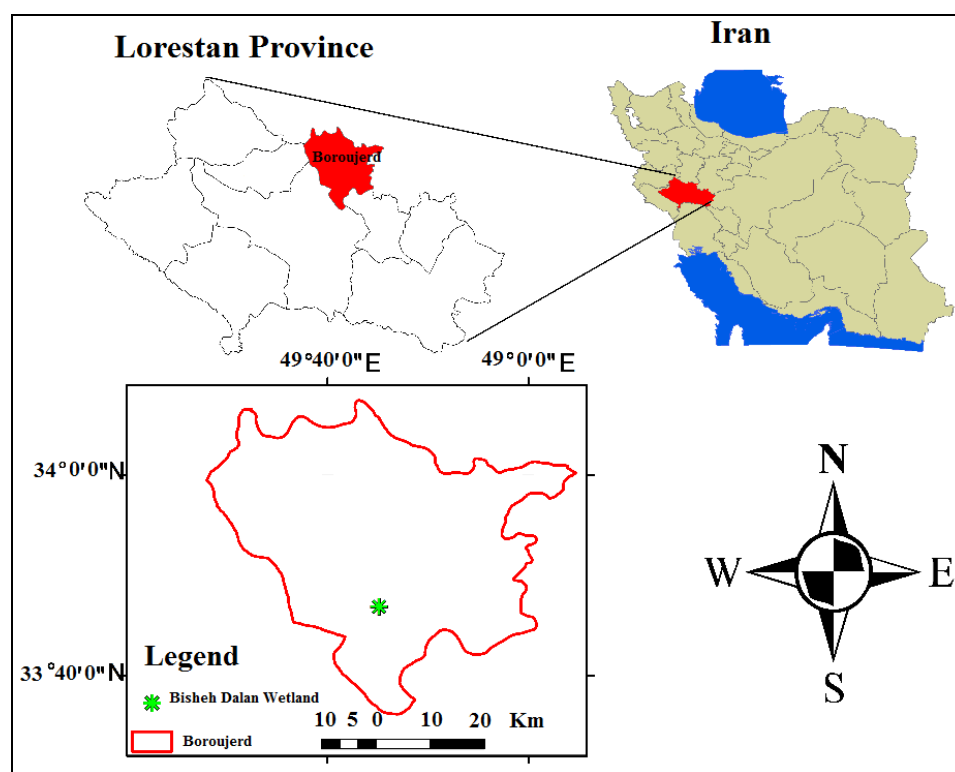 Lorestan Province
Iran
Boroujerd
49°40'0"E 49°0'0"E
34°0'0"N
33°40'0"N
Legend
Bisheh Dalan Wetland
Boroujerd
10 5 0 10 20 Km
N
W E
S